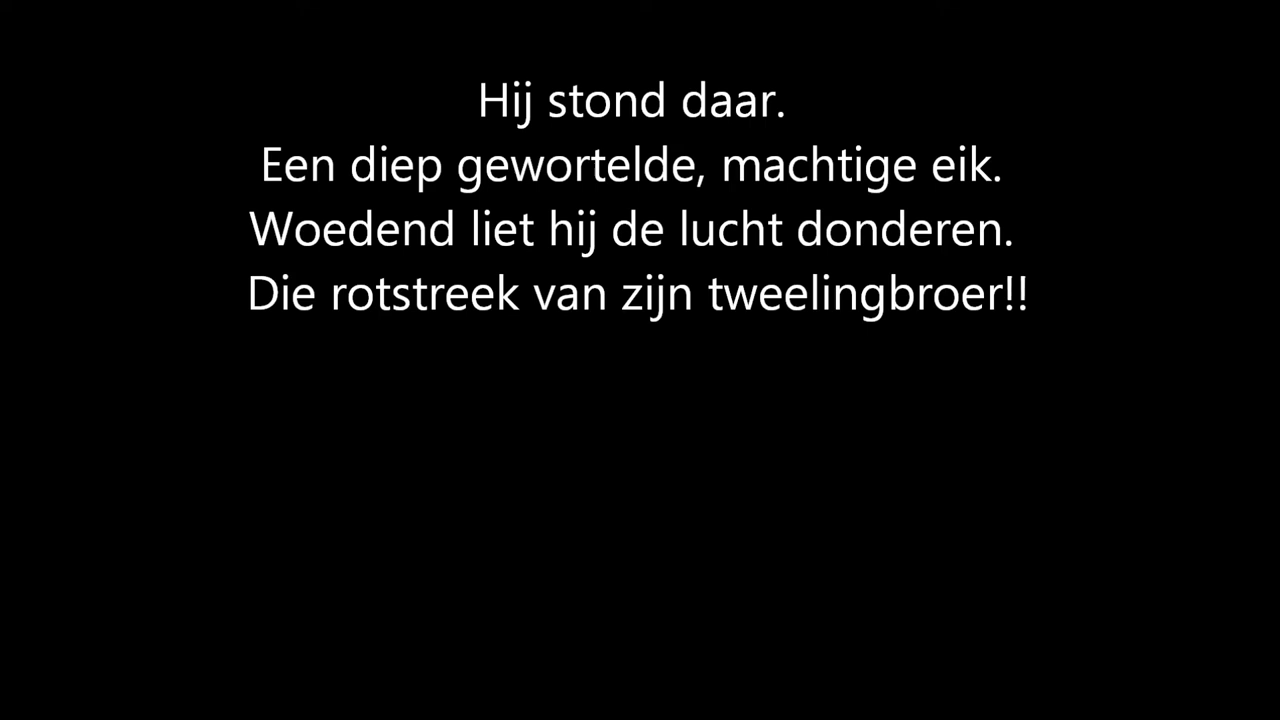 Hij stond daar.
Een diep gewortelde, machtige eik.
Woedend liet hij de lucht donderen.
Die rotstreek van zijn tweelingbroer!!